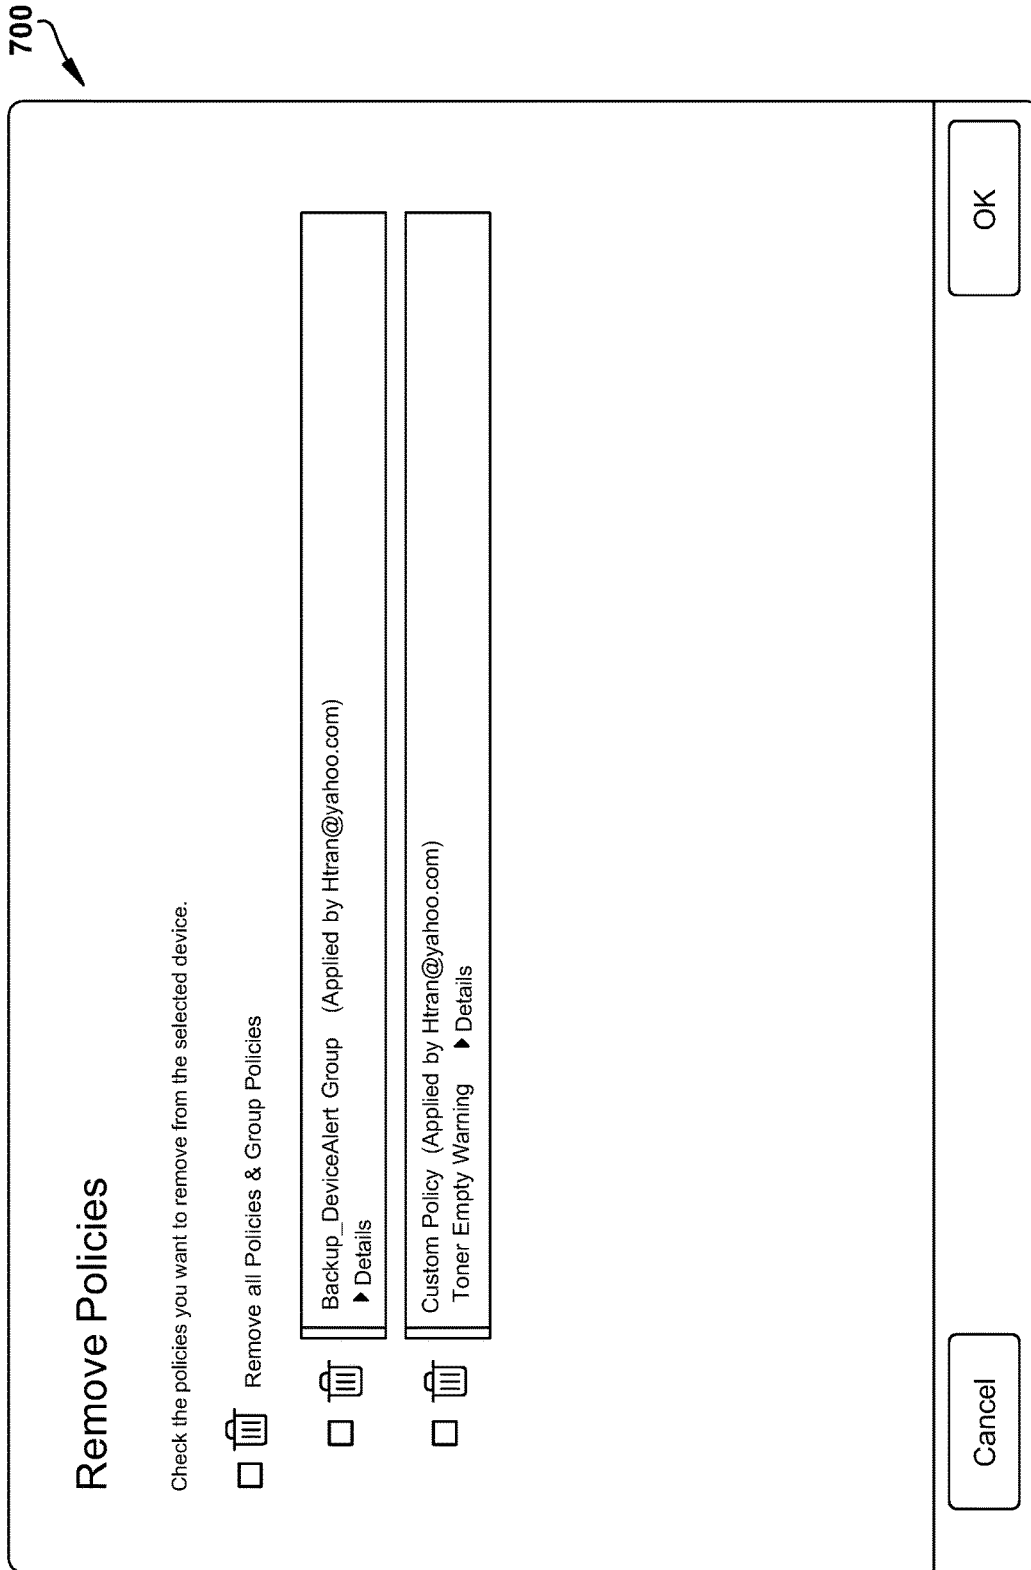 700
Remove Policies
Check the policies you want to remove from the selected device.
Remove all Policies & Group Policies
Backup_DeviceAlert Group (Applied by Htran@yahoo.com)
Details
Custom Policy (Applied by Htran@yahoo.com)
Toner Empty Warning Details
Cancel OK